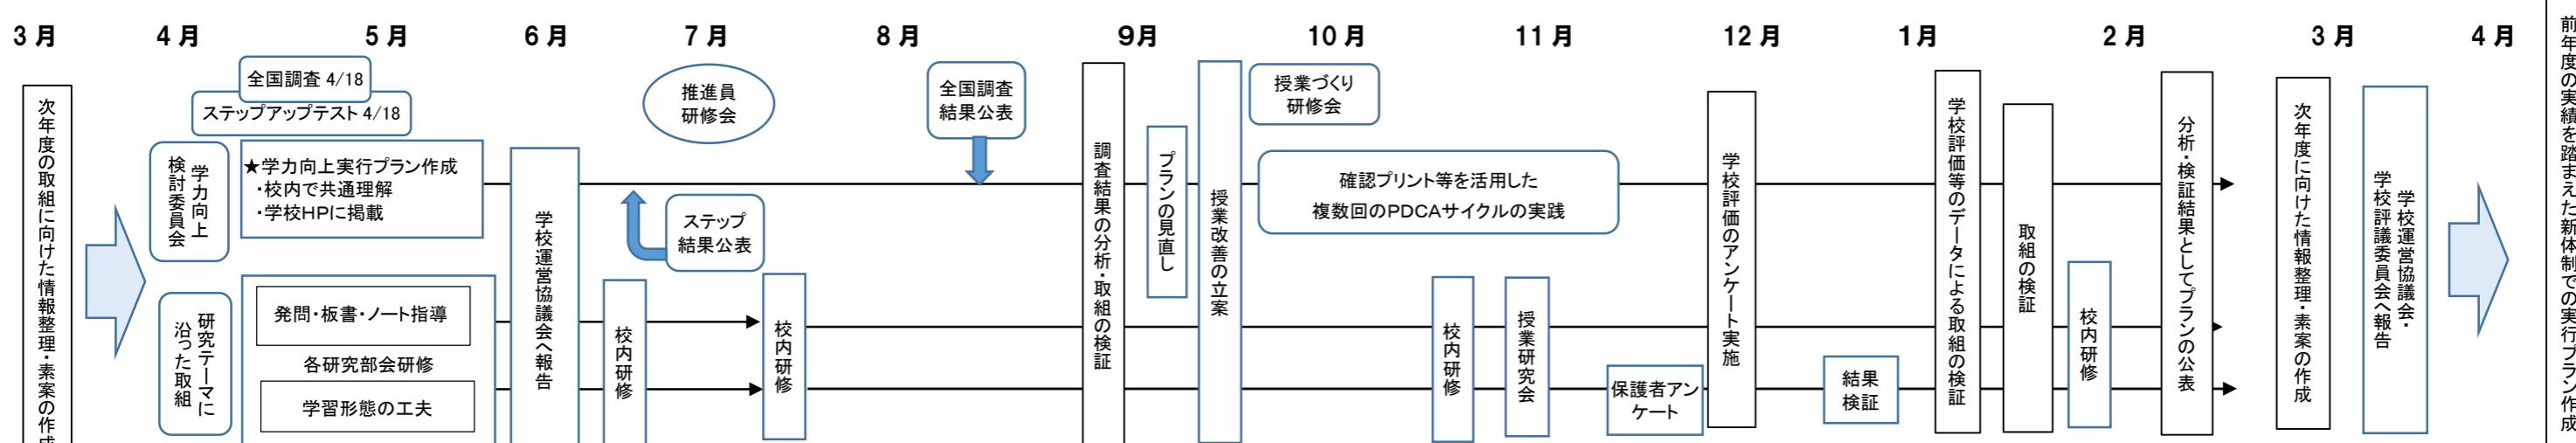 3月
4月
5月
6月
7月
8月
9月
10月
11月
12月
1月
2月
3月
4月
次年度の取組に向けた情報整理・素案の作成
全国調査 4/18
ステップアップテスト 4/18
学力向上
検討委員会
★学力向上実行プラン作成
・校内で共通理解
・学校HPに掲載
研究テーマに
沿った取組
発問・板書・ノート指導
各研究部会研修
学習形態の工夫
学校運営協議会へ報告
校内研修
推進員
研修会
ステップ
結果公表
校内研修
全国調査
結果公表
調査結果の分析・取組の検証
プランの見直し
授業改善の立案
授業づくり
研修会
確認プリント等を活用した
複数回のPDCAサイクルの実践
校内研修
授業研究会
保護者アン
ケート
学校評価のアンケート実施
結果
検証
学校評価等のデータによる取組の検証
取組の検証
校内研修
分析・検証結果としてプランの公表
次年度に向けた情報整理・素案の作成
学校運営協議会・
学校評議委員会へ報告
前年度の実績を踏まえた新体制での実行プラン作成